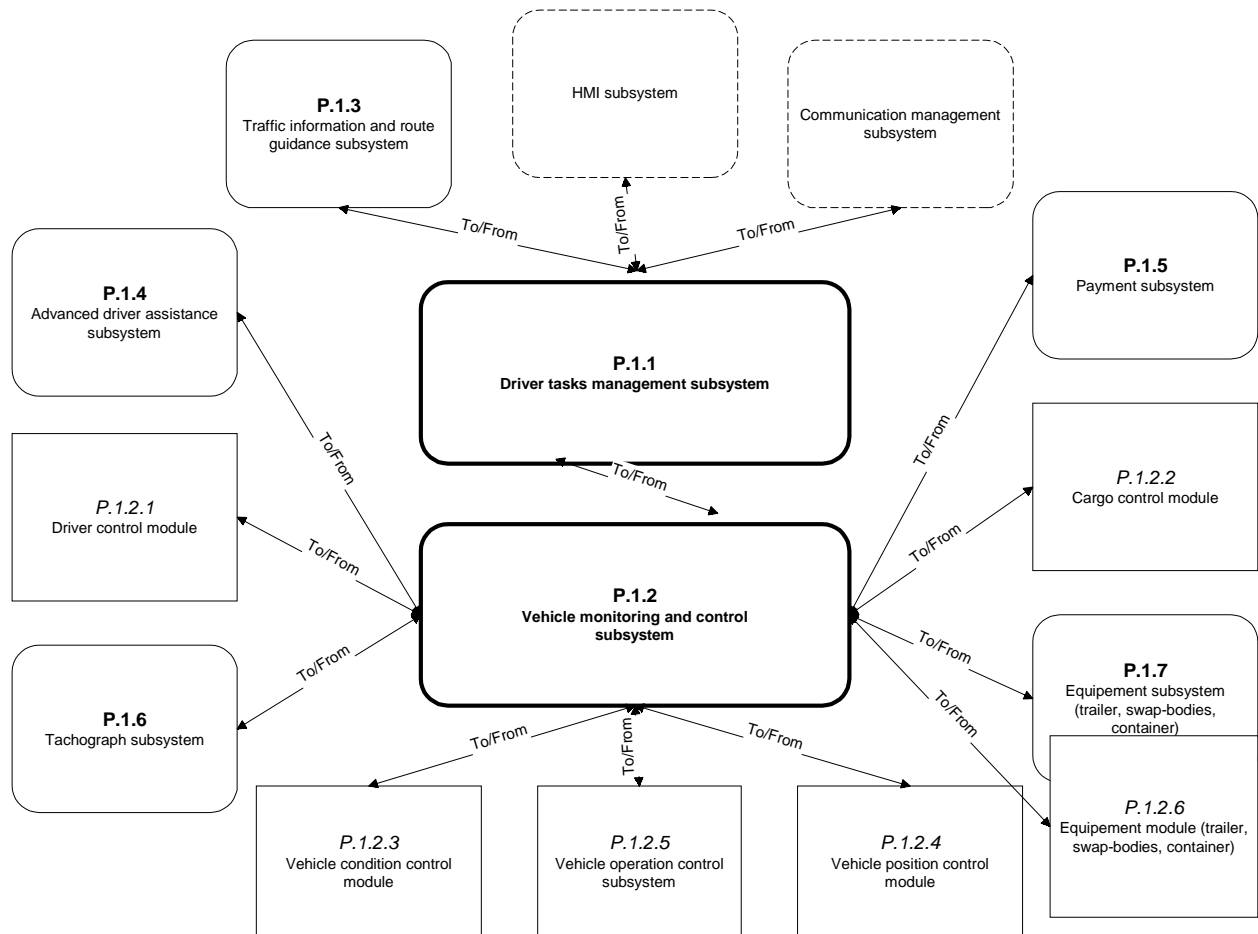 P.1.3
Traffic information and route
guidance subsystem
HMI subsystem
Communication management
subsystem
To/From
To/From
To/From
P.1.4
Advanced driver assistance
subsystem
P.1.5
Payment subsystem
P.1.1
Driver tasks management subsystem
To/From
To/From
To/From
P.1.2.1
Driver control module
P.1.2.2
Cargo control module
To/From
To/From
P.1.2
Vehicle monitoring and control
subsystem
To/From
To/From
P.1.6
Tachograph subsystem
P.1.7
Equipement subsystem
(trailer, swap-bodies,
container)
To/From
To/From
To/From
To/From
P.1.2.3
Vehicle condition control
module
P.1.2.5
Vehicle operation control
subsystem
P.1.2.4
Vehicle position control
module
P.1.2.6
Equipement module (trailer,
swap-bodies, container)